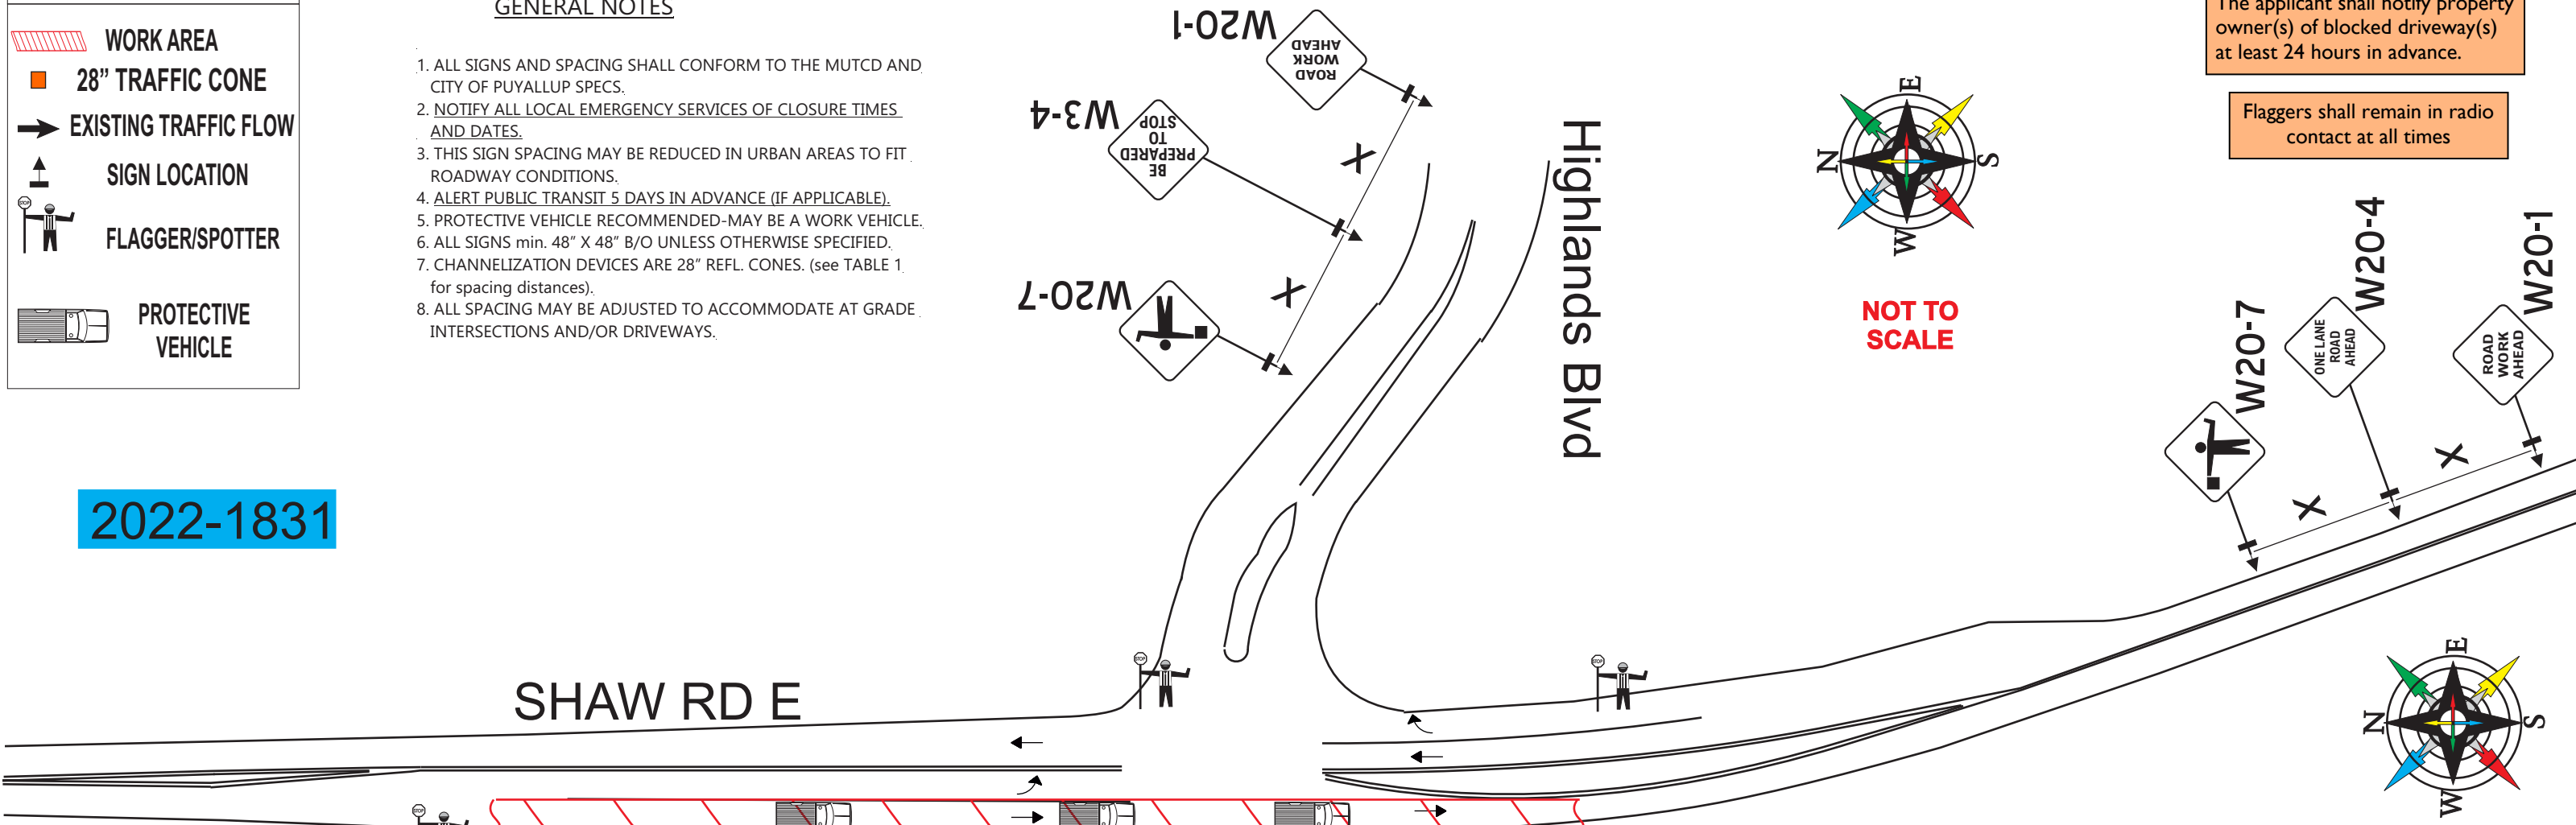 WORK AREA
28” TRAFFIC CONE
EXISTING TRAFFIC FLOW
SIGN LOCATION
STOP
FLAGGER/SPOTTER
PROTECTIVE
VEHICLE
2022-1831
GENERAL NOTES
1. ALL SIGNS AND SPACING SHALL CONFORM TO THE MUTCD AND
CITY OF PUYALLUP SPECS.
2. NOTIFY ALL LOCAL EMERGENCY SERVICES OF CLOSURE TIMES
AND DATES.
3. THIS SIGN SPACING MAY BE REDUCED IN URBAN AREAS TO FIT
ROADWAY CONDITIONS.
4. ALERT PUBLIC TRANSIT 5 DAYS IN ADVANCE (IF APPLICABLE).
5. PROTECTIVE VEHICLE RECOMMENDED-MAY BE A WORK VEHICLE.
6. ALL SIGNS min. 48” X 48” B/O UNLESS OTHERWISE SPECIFIED.
7. CHANNELIZATION DEVICES ARE 28” REFL. CONES. (see TABLE 1
for spacing distances).
8. ALL SPACING MAY BE ADJUSTED TO ACCOMMODATE AT GRADE
INTERSECTIONS AND/OR DRIVEWAYS.
W20-1
ROAD
WORK
AHEAD
W3-4
BE
PREPARED
TO
STOP
X
W20-7
X
Highlands Blvd
E
N
S
W
NOT TO
SCALE
The applicant shall notify property
owner(s) of blocked driveway(s)
at least 24 hours in advance.
Flaggers shall remain in radio
contact at all times
W20-7
W20-4
ONE LANE
ROAD
AHEAD
W20-1
ROAD
WORK
AHEAD
X
X
STOP
STOP
SHAW RD E
STOP
E
N
S
W